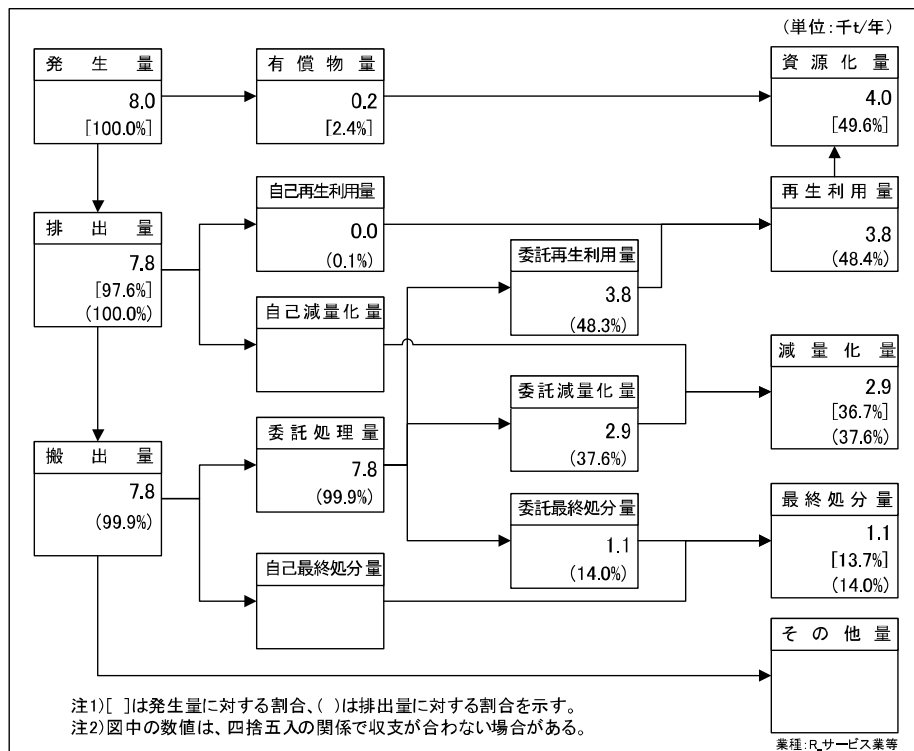 (単位:千t/年)
発生量
8.0
[100.0%]
有償物量
0.2
[2.4%]
資源化量
4.0
[49.6%]
排出量
7.8
[97.6%]
(100.0%)
自己再生利用量
0.0
(0.1%)
再生利用量
3.8
(48.4%)
委託再生利用量
3.8
(48.3%)
自己減量化量
減量化量
2.9
[36.7%]
(37.6%)
委託減量化量
2.9
(37.6%)
搬出量
7.8
(99.9%)
委託処理量
7.8
(99.9%)
委託最終処分量
1.1
(14.0%)
最終処分量
1.1
[13.7%]
(14.0%)
自己最終処分量
その他量
注1)[ ]は発生量に対する割合、( )は排出量に対する割合を示す。
注2)図中の数値は、四捨五入の関係で収支が合わない場合がある。
業種:R_サービス業等